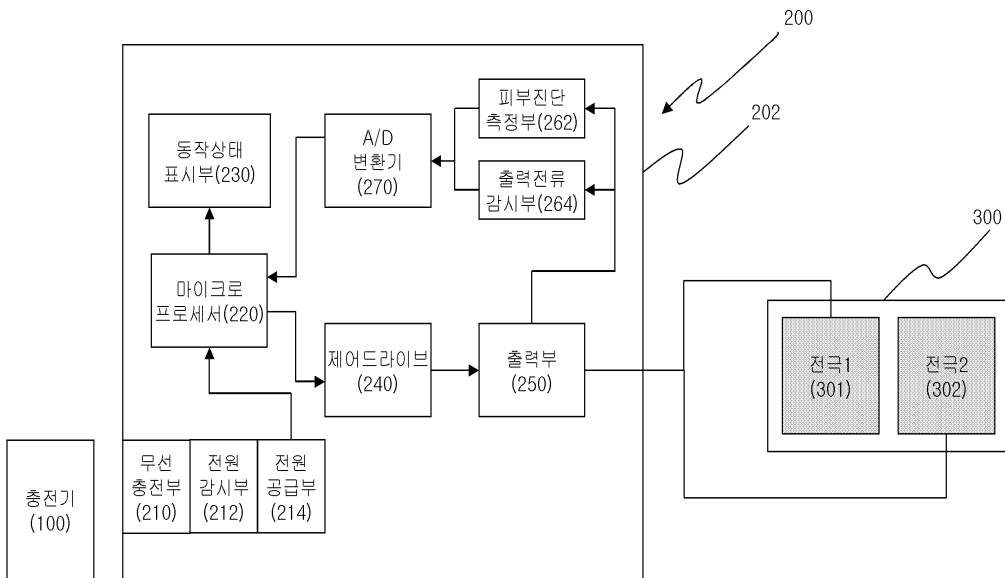 200
202
피부진단
측정부(262)
A/D
변환기
(270)
동작상태
표시부(230)
출력전류
감시부(264)
300
마이크로
프로세서(220)
제어드라이브
(240)
출력부
(250)
전극1
(301)
전극2
(302)
충전기
(100)
무선
충전부
(210)
전원
감시부
(212)
전원
공급부
(214)